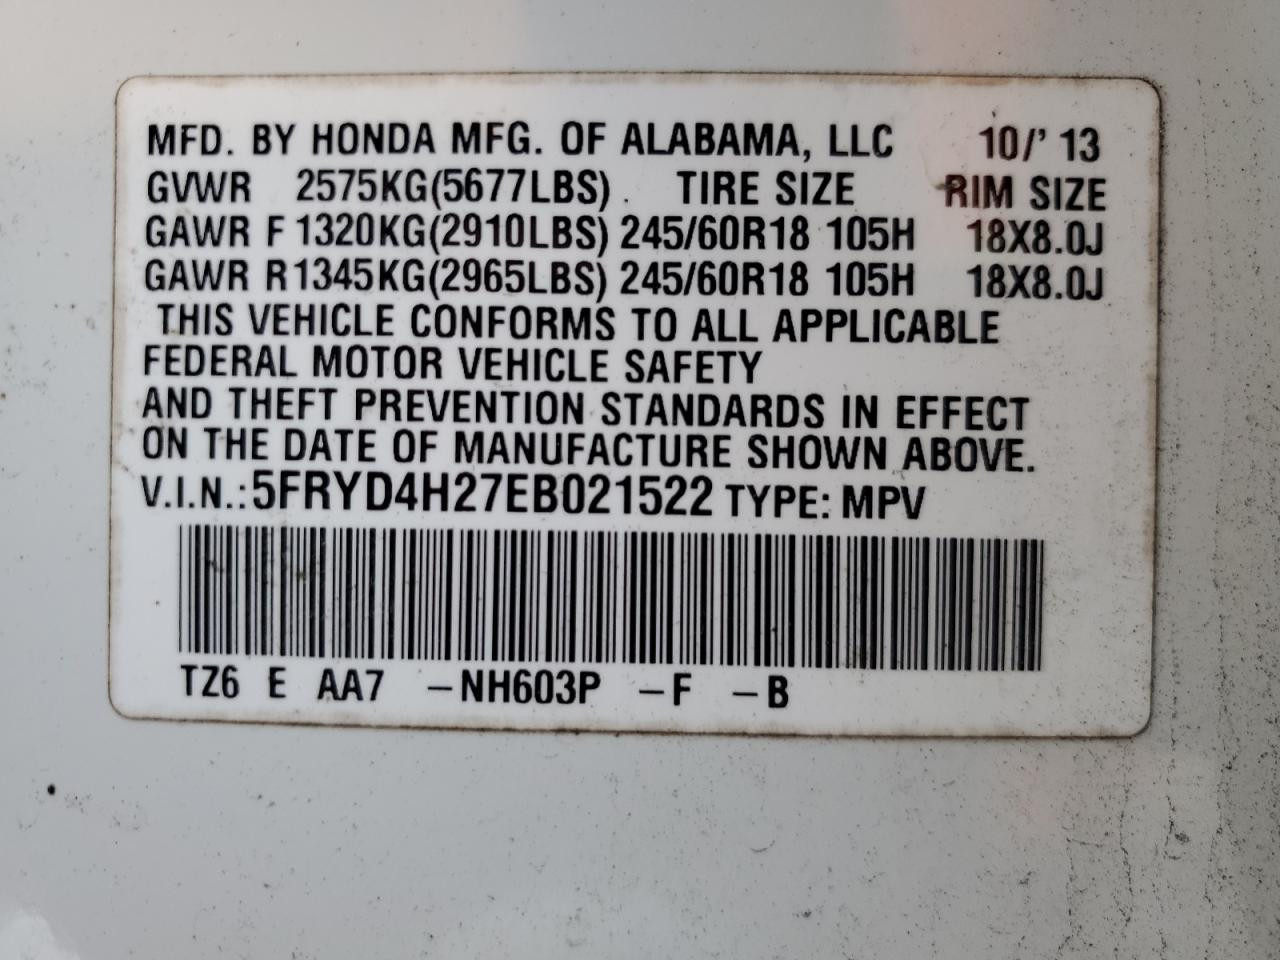 MFD. BY HONDA MFG. OF ALABAMA, LLC 10/' 13
GVWR 2575KG(5677LBS). TIRE SIZE RIM SIZE
GAWR F 1320KG(2910LBS) 245/60R18 105H 18X8.0J
GAWR R1345KG(2965LBS) 245/60R18 105H 18X8.0J
THIS VEHICLE CONFORMS TO ALL APPLICABLE
FEDERAL MOTOR VEHICLE SAFETY
AND THEFT PREVENTION STANDARDS IN EFFECT
ON THE DATE OF MANUFACTURE SHOWN ABOVE.
V.I.N.:5FRYD4H27EB021522 TYPE: MPV
TZ6 E AA7 -NH603P -F -B